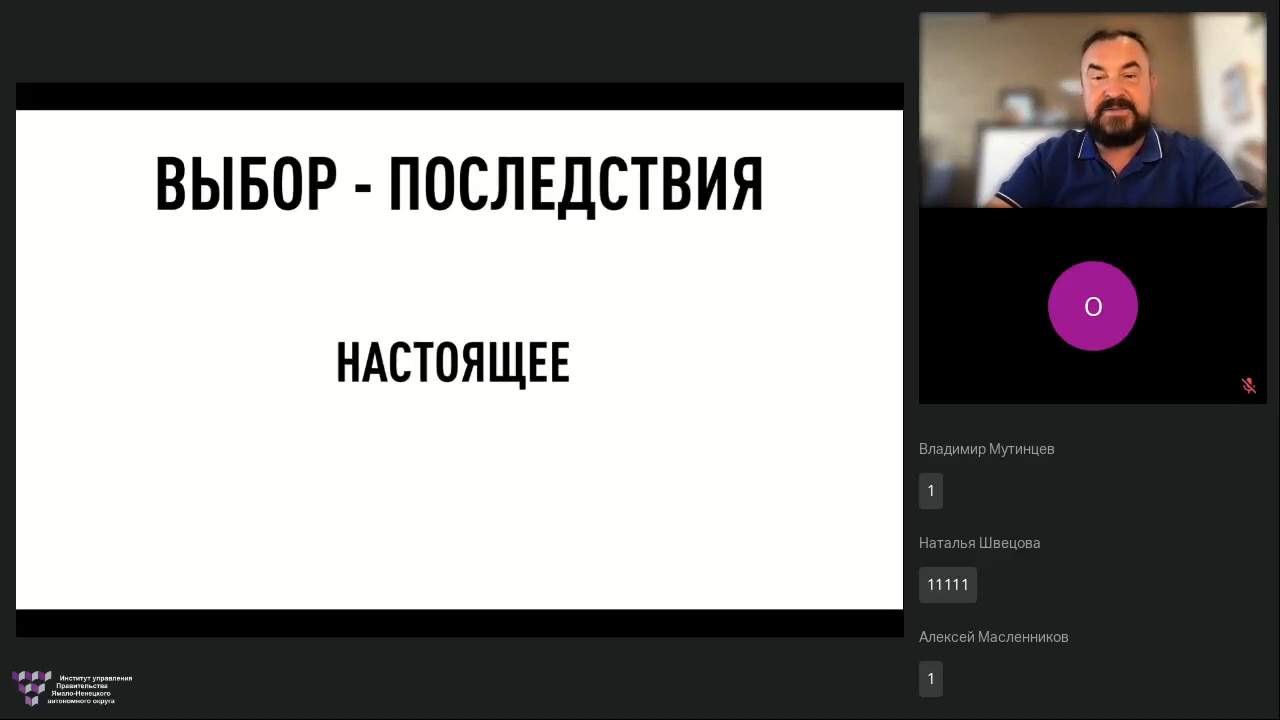 ВЫБОР - ПОСЛЕДСТВИЯ
НАСТОЯЩЕЕ
О
Владимир Мутинцев
1
Наталья Швецова
11111
Алексей Масленников
1
Институт управления
Правительства
Ямало-Ненецкого
автономного округа